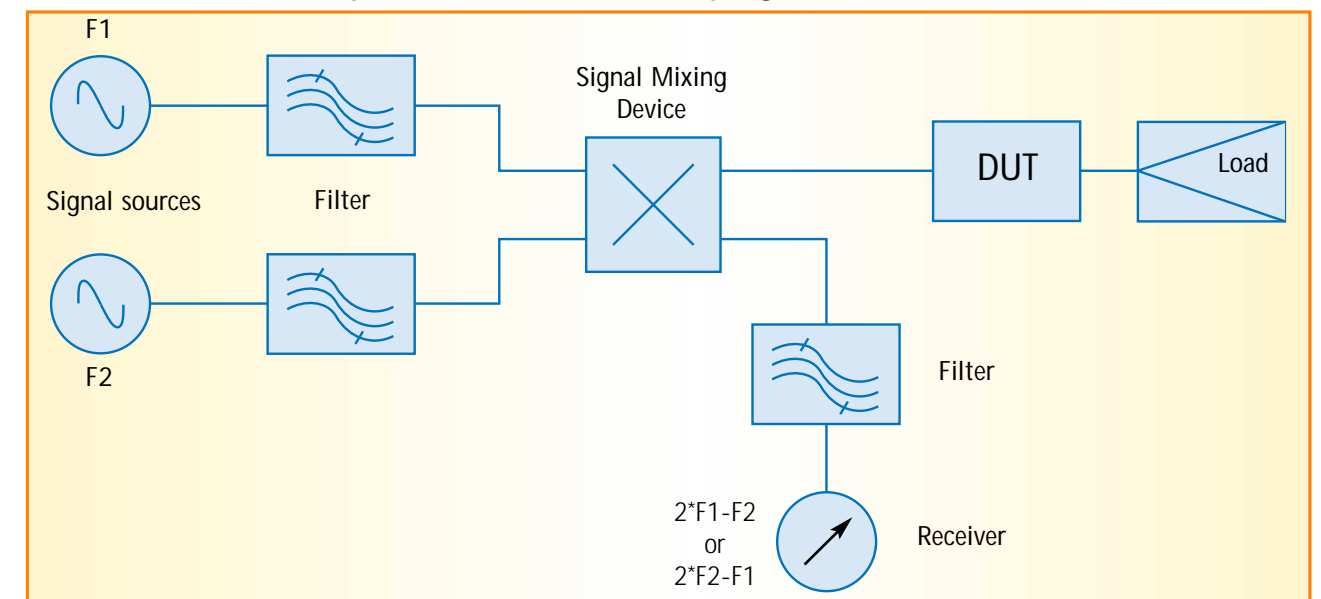 F1
Signal Mixing
Device
DUT
Load
Signal sources
Filter
F2
Filter
2*F1-F2
or
2*F2-F1
Receiver